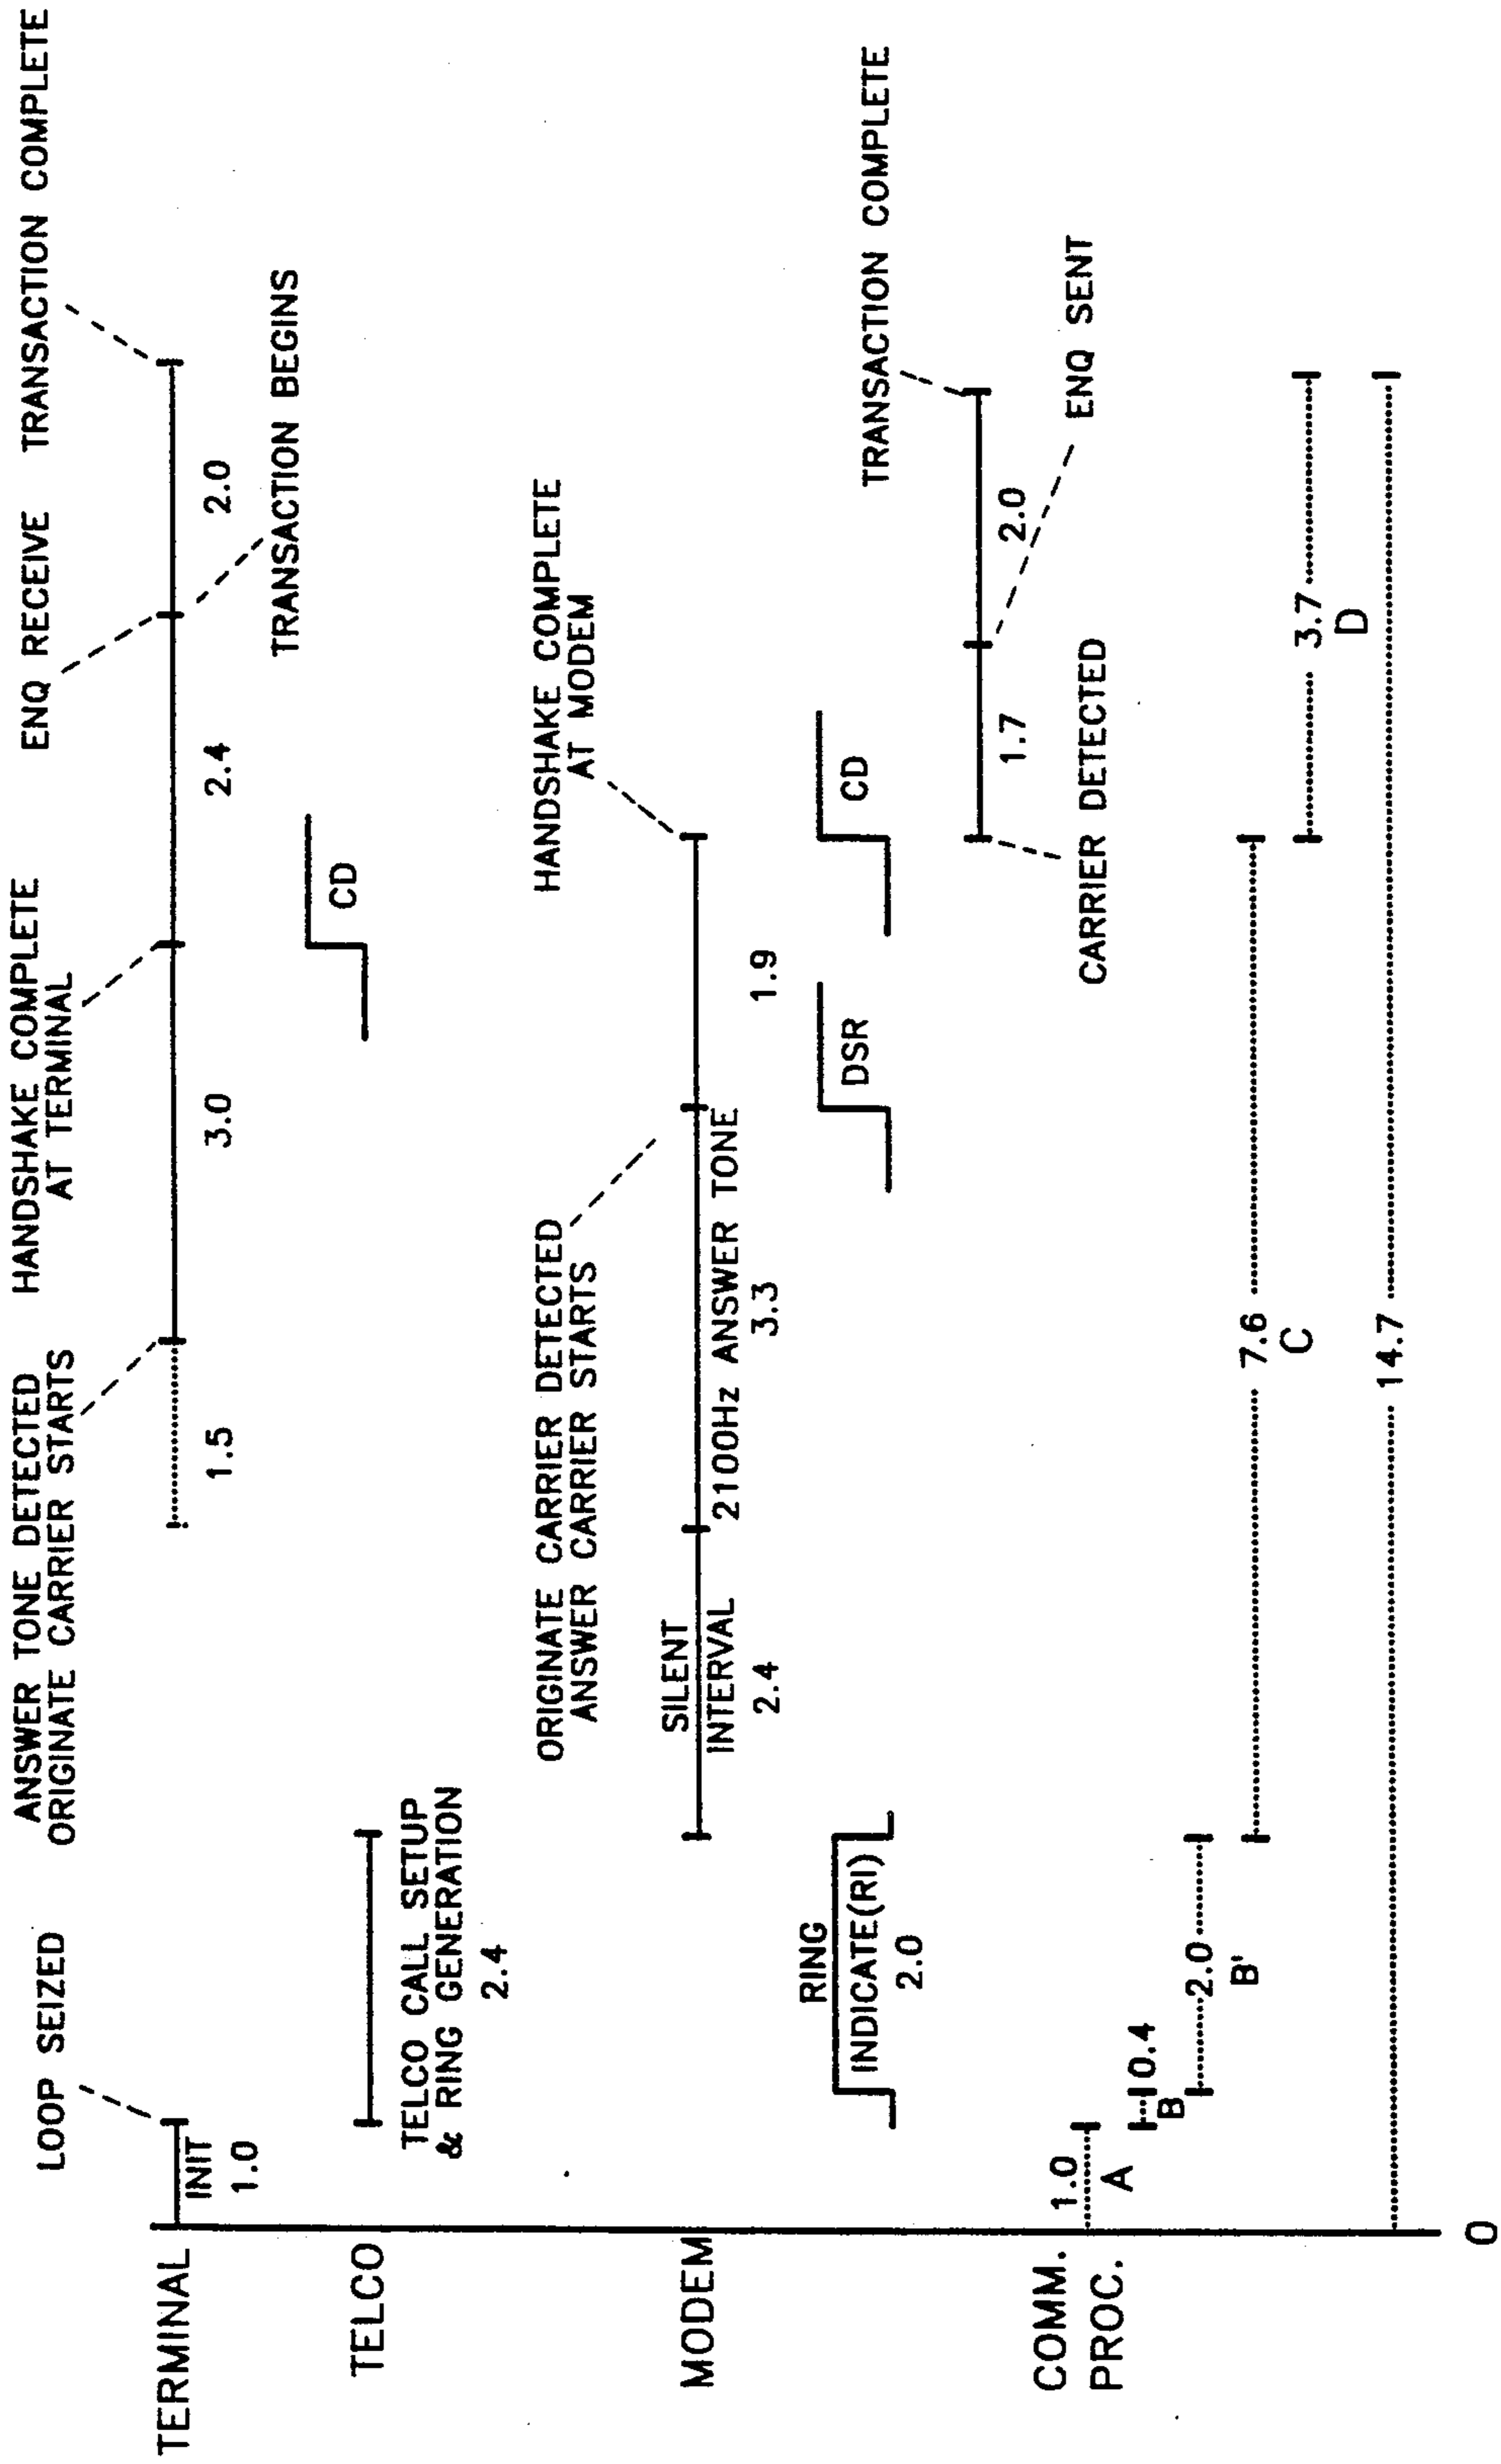 TERMINAL
LOOP SEIZED
INIT
1.0
ANSWER TONE DETECTED
ORIGINATE CARRIER STARTS
1.5
HANDSHAKE COMPLETE
AT TERMINAL
3.0
ENQ RECEIVE
2.4
TRANSACTION COMPLETE
2.0
TRANSACTION BEGINS
CD
TELCO
TELCO CALL SETUP
& RING GENERATION
2.4
MODEM
SILENT
INTERVAL
2.4
ORIGINATE CARRIER DETECTED
ANSWER CARRIER STARTS
2100Hz ANSWER TONE
3.3
HANDSHAKE COMPLETE
AT MODEM
1.9
RING
INDICATE(RI)
2.0
DSR
CD
COMM.
PROC.
TRANSACTION COMPLETE
1.7
2.0
CARRIER DETECTED
ENQ SENT
1.0
A
0.4
B
2.0
B'
7.6
C
3.7
D
14.7
0